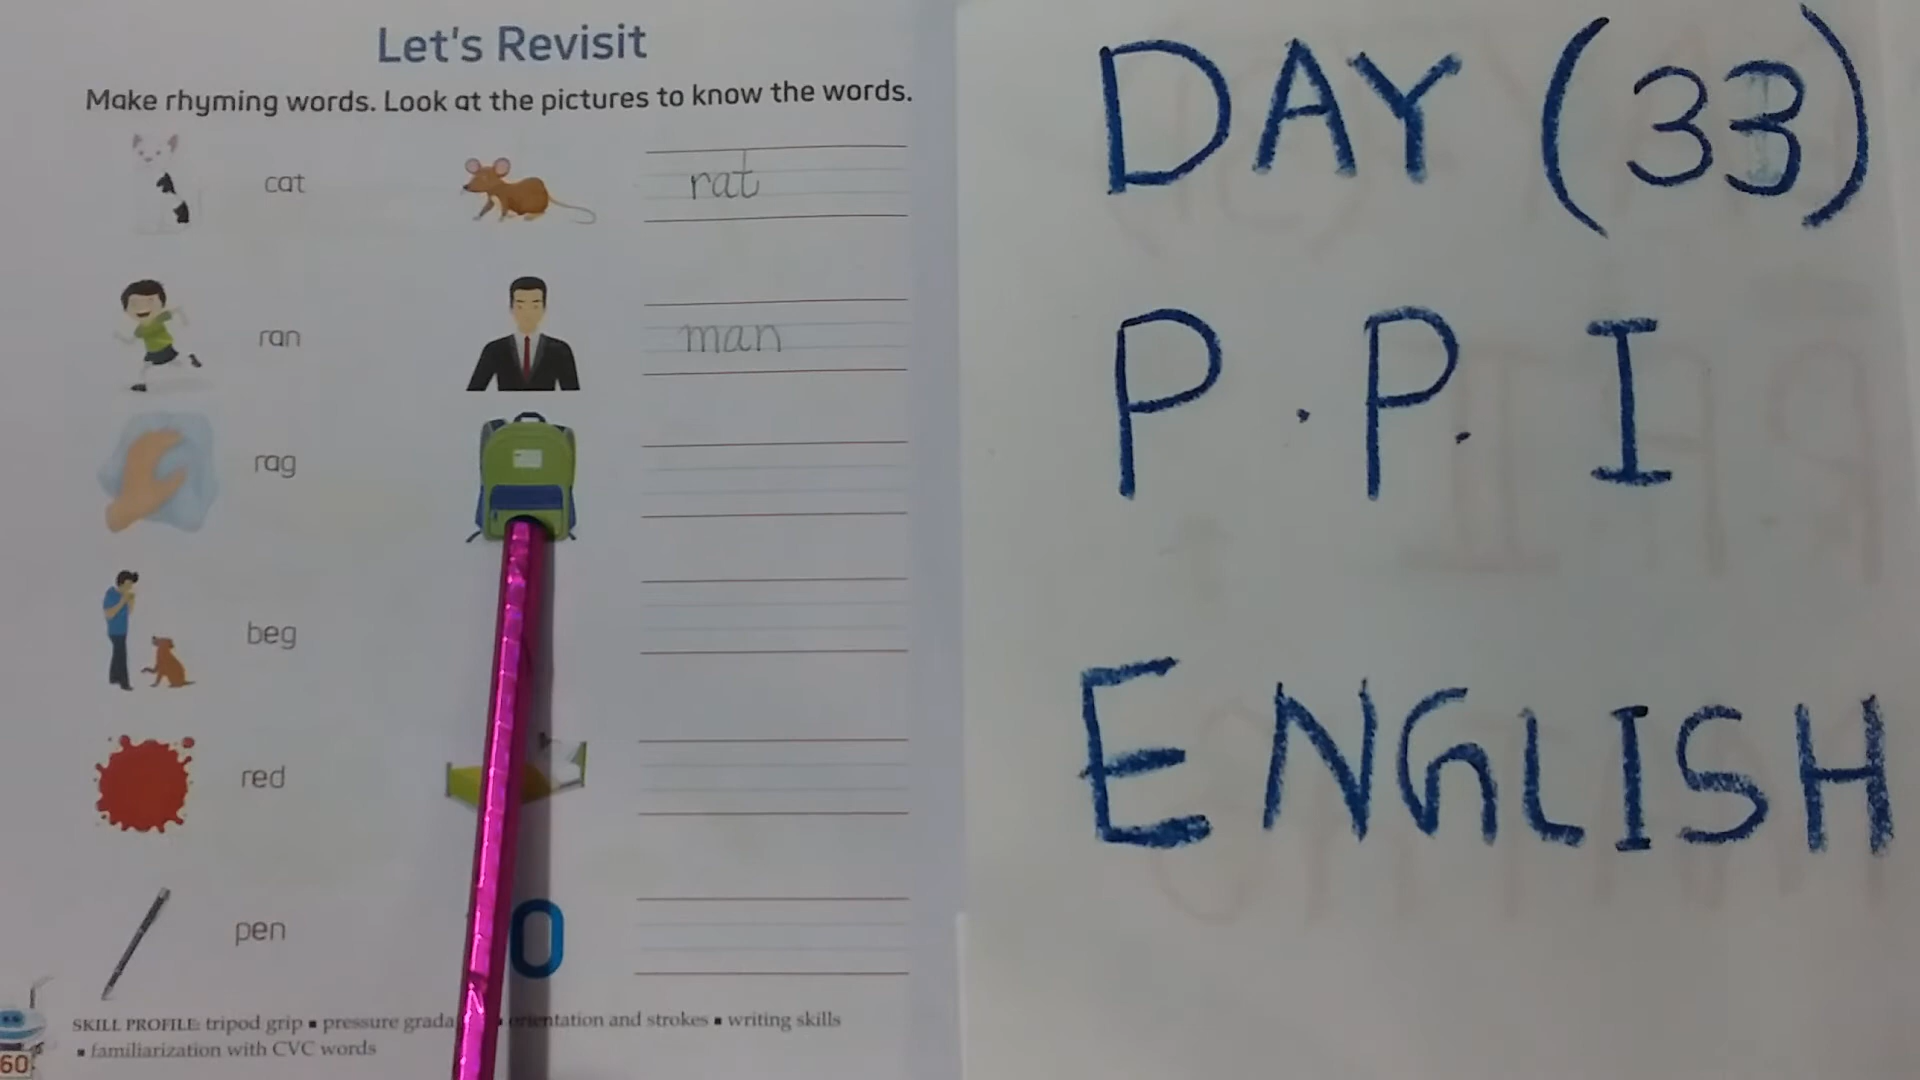 Let's Revisit
Make rhyming words. Look at the pictures to know the words.
cat rat
ran man
rag
beg
red
pen 0
SKILL PROFILE: tripod grip ▪ pressure grada ▪ orientation and strokes ▪ writing skills
▪ familiarization with CVC words
60
DAY (33)
P.P.I
ENGLISH